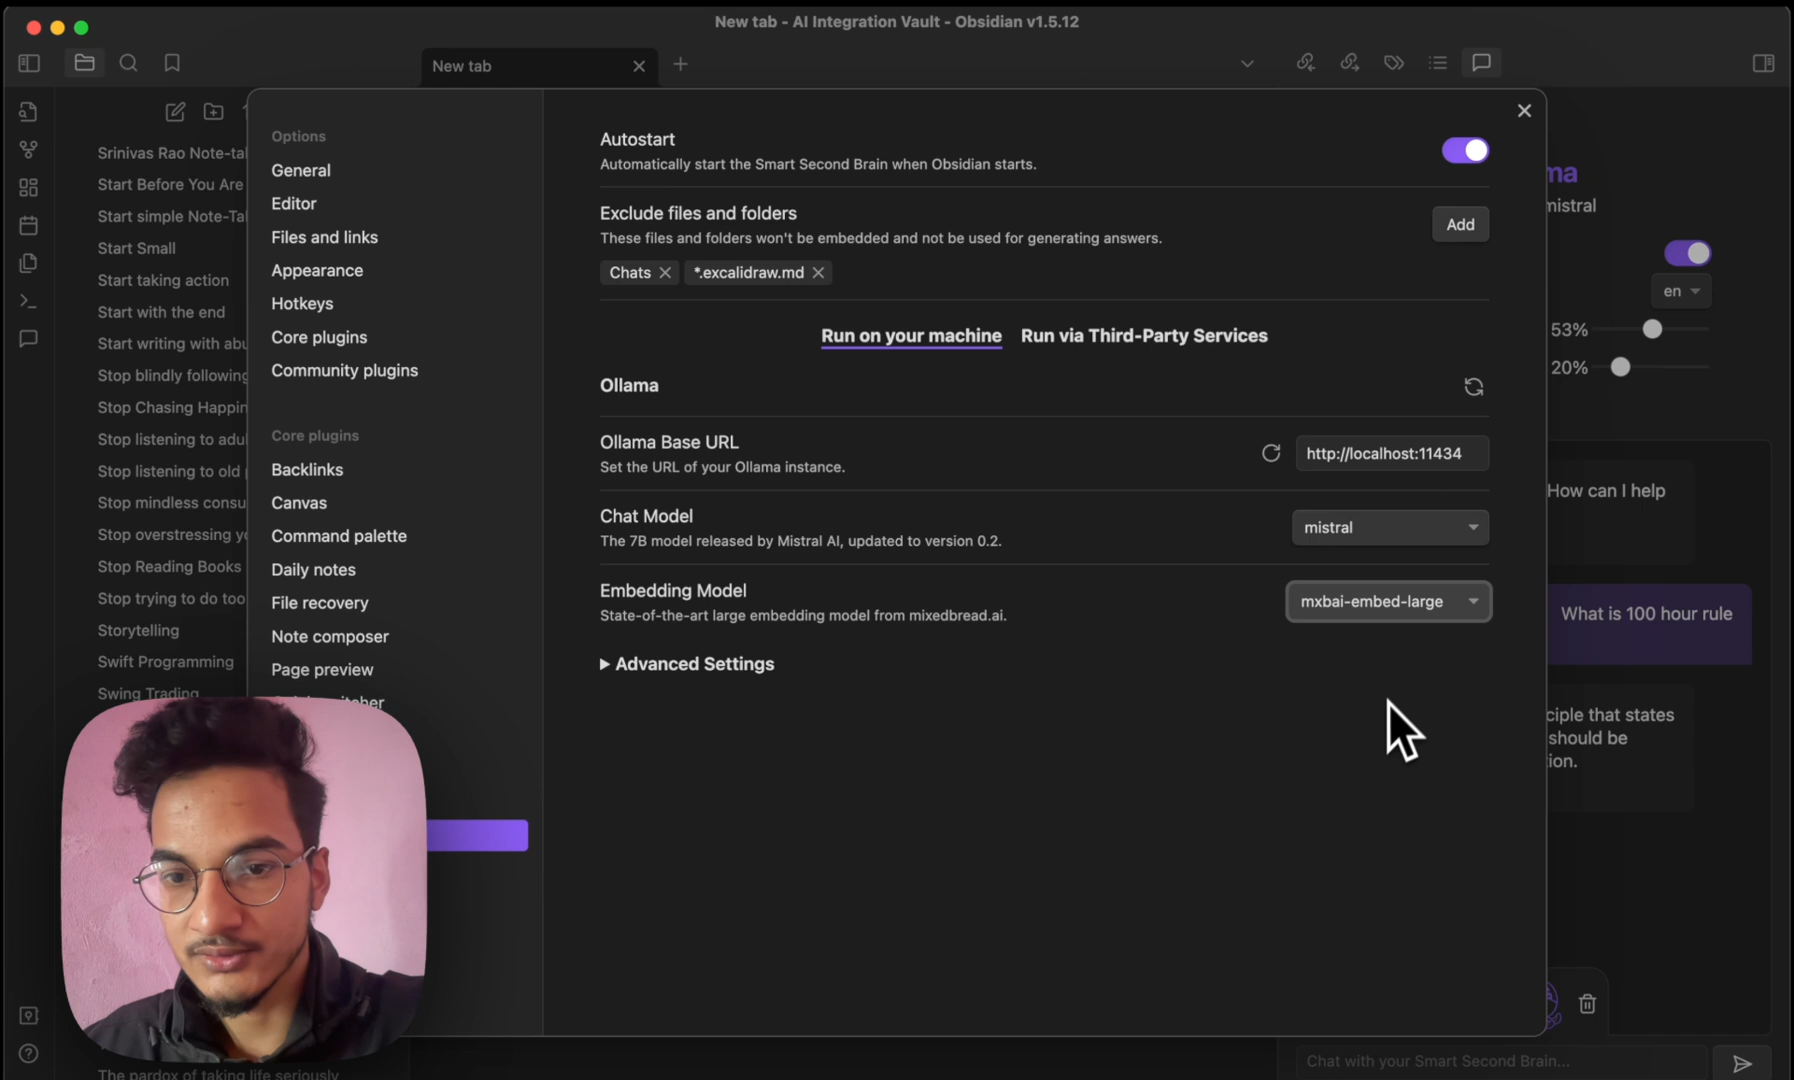 New tab - AI Integration Vault - Obsidian v1.5.12
New tab
Srinivas Rao Note-ta
Start Before You Are
Start simple Note-Ta
Start Small
Start taking action
Start with the end
Start writing with abu
Stop blindly following
Stop Chasing Happin
Stop listening to adu
Stop listening to old
Stop mindless consu
Stop overstressing y
Stop Reading Books
Stop trying to do too
Storytelling
Swift Programming
Swing Trading
The pardox of taking life seriously
Options
General
Editor
Files and links
Appearance
Hotkeys
Core plugins
Community plugins
Core plugins
Backlinks
Canvas
Command palette
Daily notes
File recovery
Note composer
Page preview
Autostart
Automatically start the Smart Second Brain when Obsidian starts.
Exclude files and folders
These files and folders won't be embedded and not be used for generating answers.
Add
Chats
*.excalidraw.md
Run on your machine
Run via Third-Party Services
Ollama
Ollama Base URL
Set the URL of your Ollama instance.
http://localhost:11434
Chat Model
The 7B model released by Mistral AI, updated to version 0.2.
mistral
Embedding Model
State-of-the-art large embedding model from mixedbread.ai.
mxbai-embed-large
Advanced Settings
ma
mistral
en
53%
20%
How can I help
What is 100 hour rule
ciple that states
should be
ion.
Chat with your Smart Second Brain...